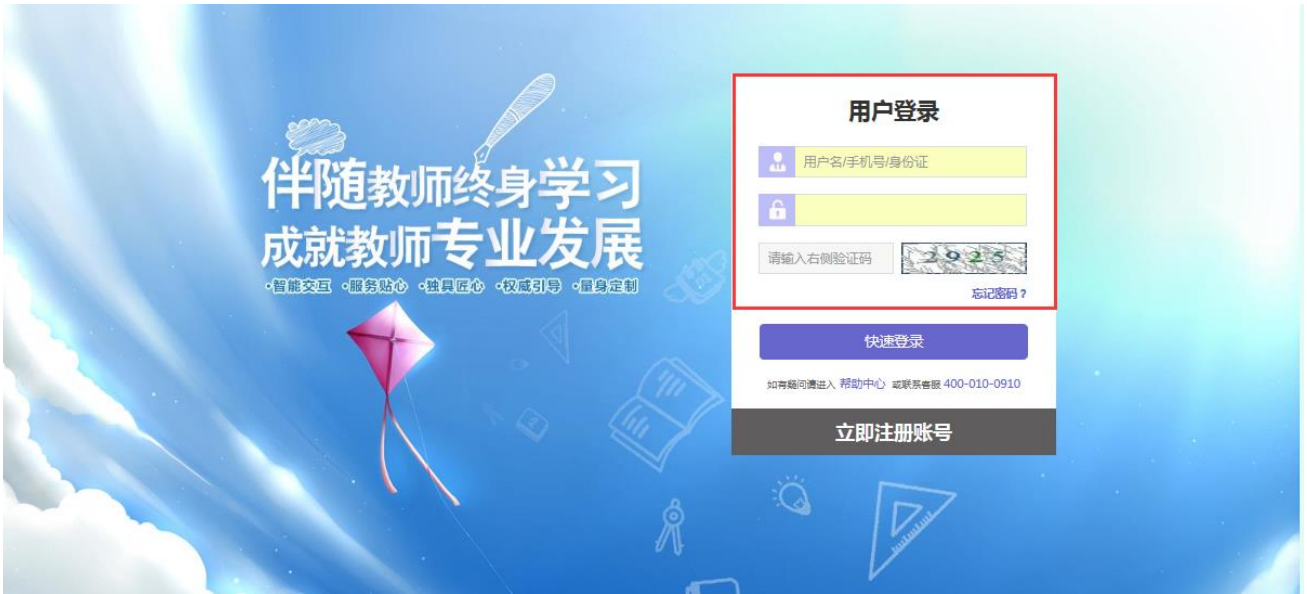 伴随教师终身学习
成就教师专业发展
•智能交互 •服务贴心 •独具匠心 •权威引导 •量身定制
用户登录
用户名/手机号/身份证
请输入右侧验证码
2925
忘记密码？
快速登录
如有疑问请进入 帮助中心 或联系客服 400-010-0910
立即注册账号